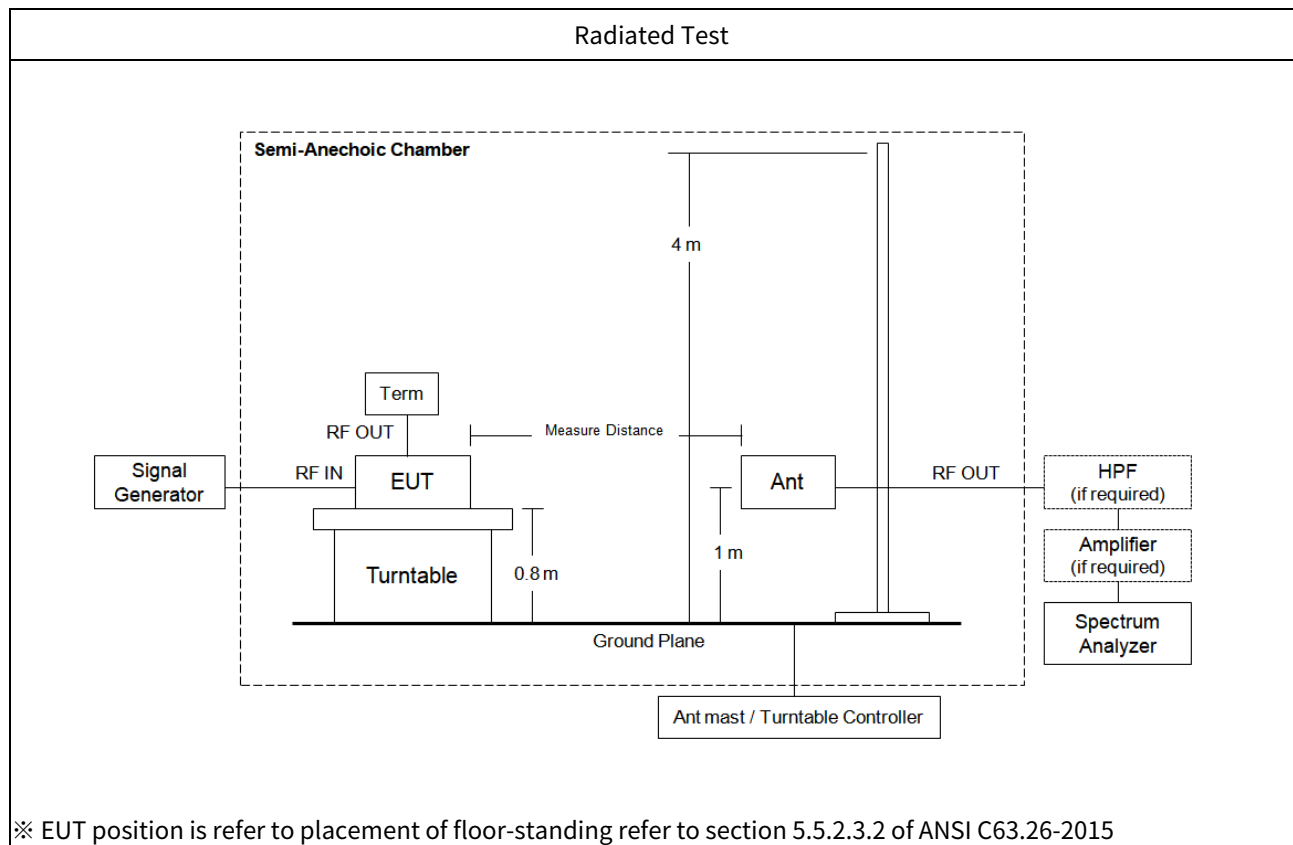 Radiated Test
Semi-Anechoic Chamber
4 m
Term
RF OUT
Measure Distance
Signal
Generator
RF IN
EUT
Ant
RF OUT
HPF
(if required)
Turntable
0.8 m
1 m
Amplifier
(if required)
Ground Plane
Spectrum
Analyzer
Ant mast / Turntable Controller
※ EUT position is refer to placement of floor-standing refer to section 5.5.2.3.2 of ANSI C63.26-2015